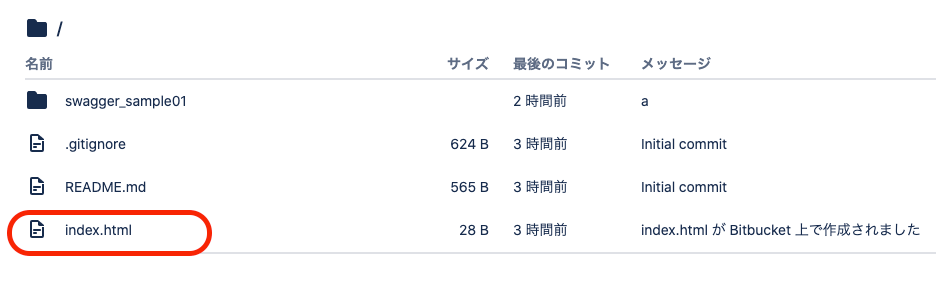 /
名前 サイズ 最後のコミット メッセージ
swagger_sample01 2 時間前 a
.gitignore 624 B 3 時間前 Initial commit
README.md 565 B 3 時間前 Initial commit
index.html 28 B 3 時間前 index.html が Bitbucket 上で作成されました